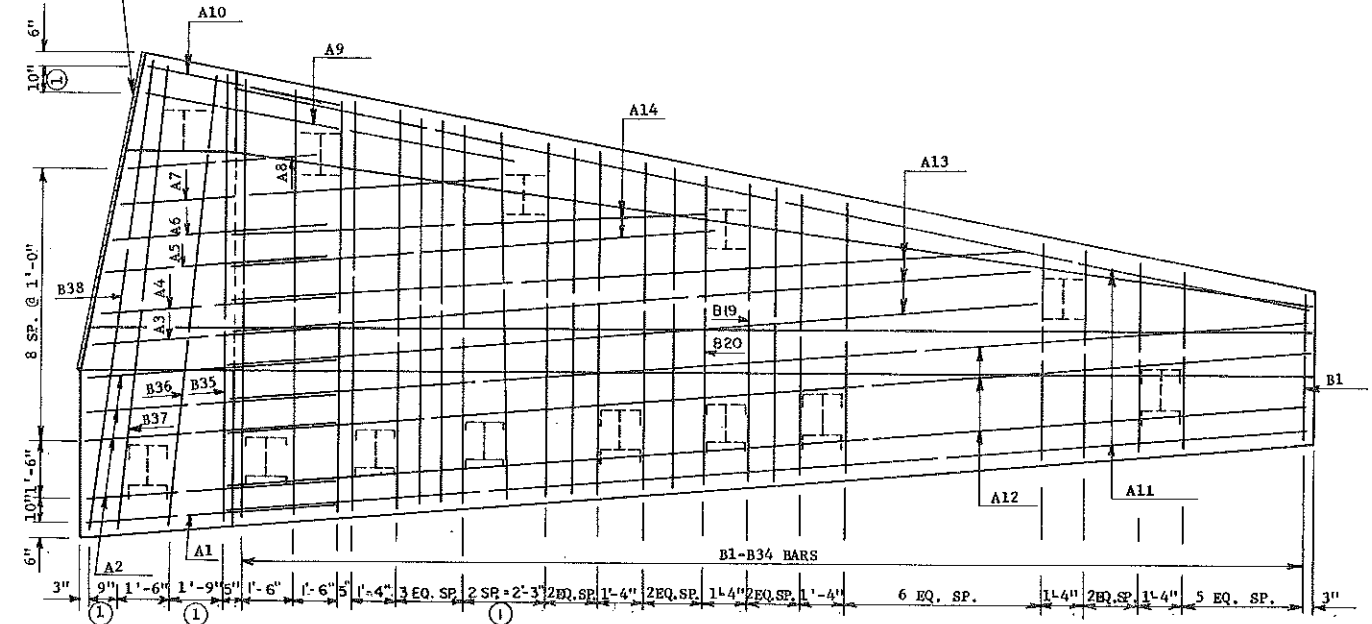 6"
10"
①
8 SP. @ 1'-0"
1'-6"
10"
6"
A10
A9
A14
A13
A8
A7
A6
A5
A4
A3
B38
B36
B35
B37
B19
B20
B1
A2
A1
A12
A11
B1-B34 BARS
3" 9" 1'-6" 1'-9" 5" 1'-6" 1'-6" 5" 1'-4" 3 EQ. SP. 2 SP.=2'-3" 2EQ.SP. 1'-4" 2EQ.SP. 1'-4" 2EQ.SP. 1'-4" 6 EQ. SP. 1'-4" 2EQ.SP. 1'-4" 5 EQ. SP. 3"
① ① ①